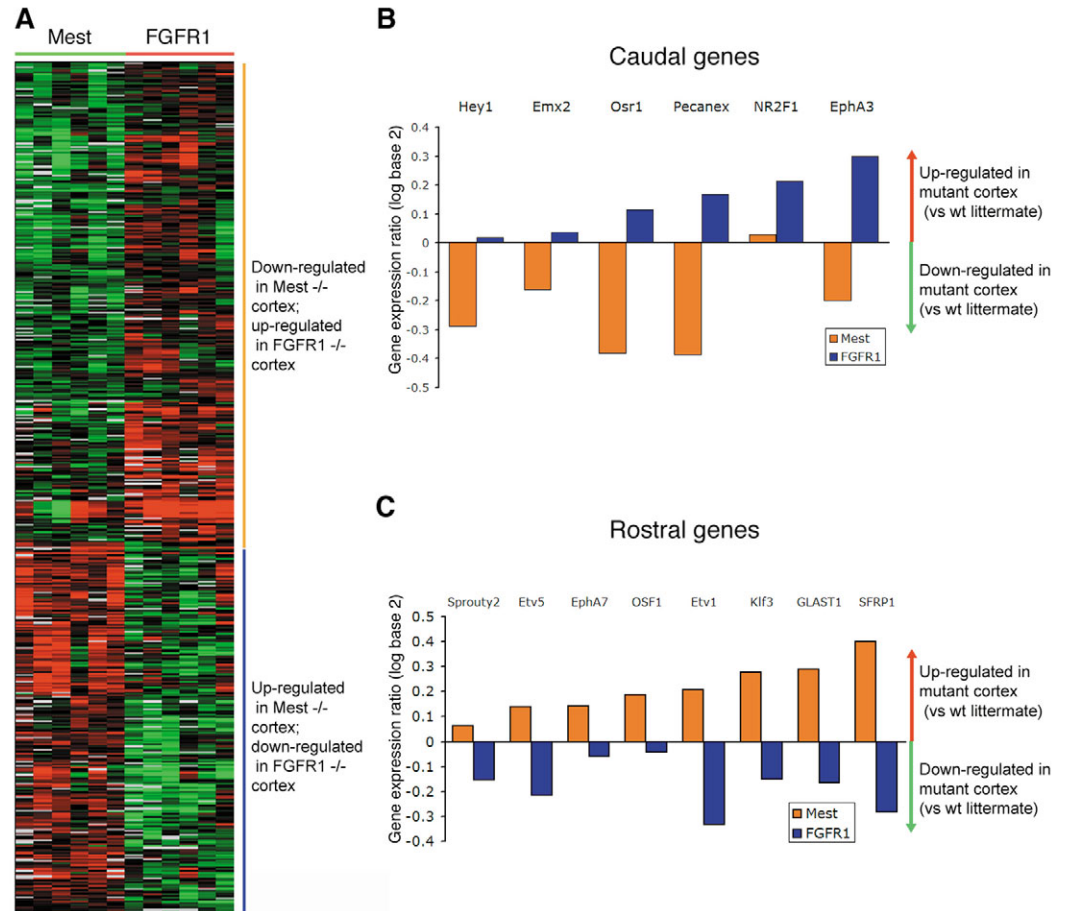 A
Mest FGFR1
Down-regulated
in Mest -/-
cortex;
up-regulated
in FGFR1 -/-
cortex
Up-regulated
in Mest -/-
cortex;
down-regulated
in FGFR1 -/-
cortex
B
Caudal genes
Hey1 Emx2 Osr1 Pecanex NR2F1 EphA3
Gene expression ratio (log base 2)
0.4
0.3
0.2
0.1
0
-0.1
-0.2
-0.3
-0.4
-0.5
Mest
FGFR1
Up-regulated in
mutant cortex
(vs wt littermate)
Down-regulated in
mutant cortex
(vs wt littermate)
C
Rostral genes
Sprouty2 Etv5 EphA7 OSF1 Etv1 Klf3 GLAST1 SFRP1
Gene expression ratio (log base 2)
0.5
0.4
0.3
0.2
0.1
0
-0.1
-0.2
-0.3
-0.4
Mest
FGFR1
Up-regulated in
mutant cortex
(vs wt littermate)
Down-regulated in
mutant cortex
(vs wt littermate)